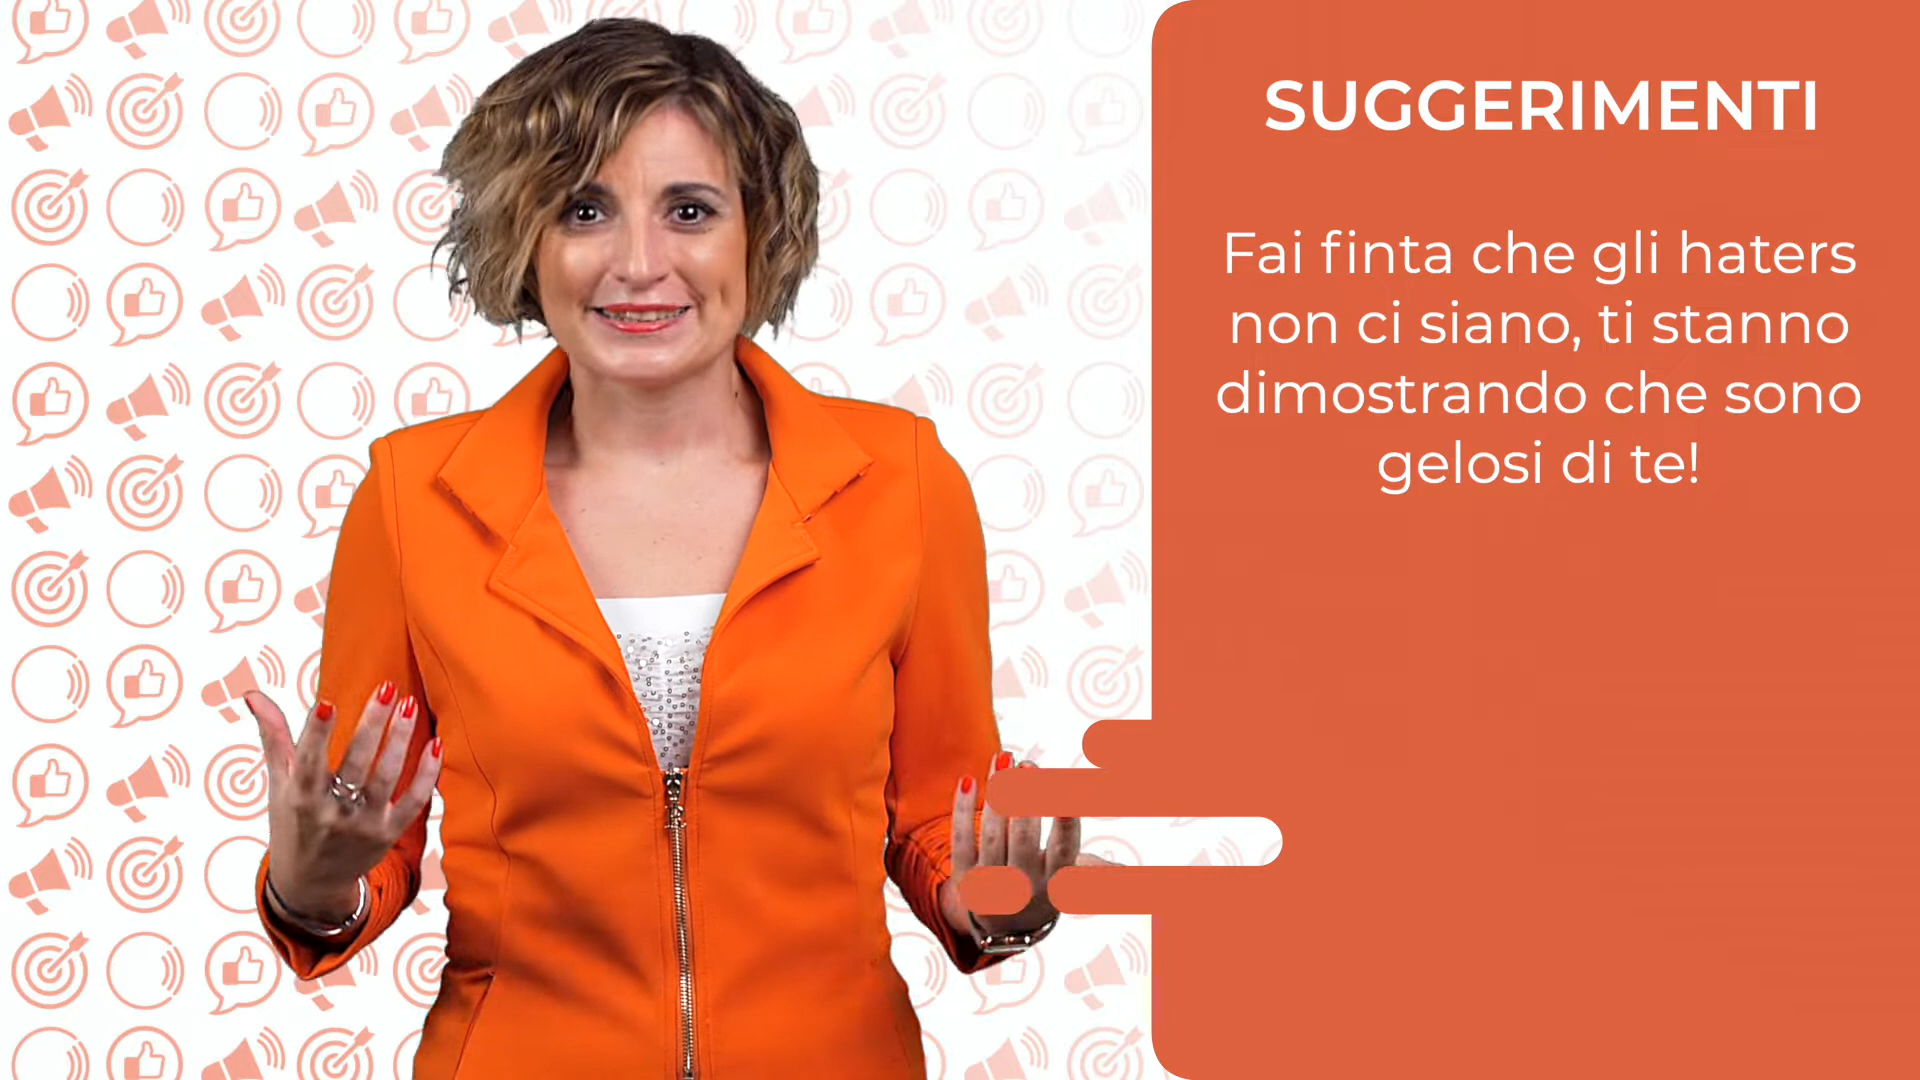 SUGGERIMENTI
Fai finta che gli haters
non ci siano, ti stanno
dimostrando che sono
gelosi di te!